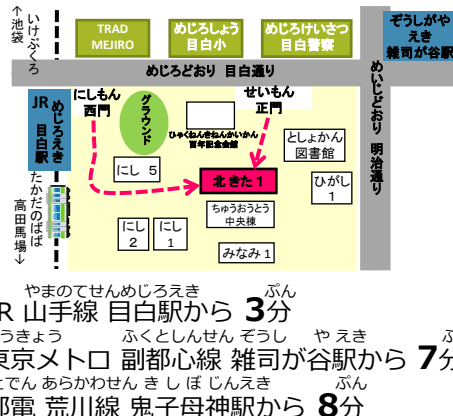 ↑池袋
いけぶくろ
TRAD
MEJIRO
めじろしょう
目白小
めじろけいさつ
目白警察
ぞうしがや
えき
雑司が谷駅
めじろどおり 目白通り
めいじどおり 明治通り
JR 目白駅
めじろえき
にしもん
西門
グラウンド
せいもん
正門
ひゃくねんきねんかいかん
百年記念会館
としょかん
図書館
にし 5
北 きた 1
ひがし
1
たかだのばば
高田馬場→
ちゅうおうとう
中央棟
にし
2
にし
1
みなみ 1
やまのてせんめじろえき ぷん
R 山手線 目白駅から 3分
うきょう ふくとしんせん ぞうし や えき ぷ
東京メトロ 副都心線 雑司が谷駅から 7分
とでん あらかわせん き し ぼ じんえき ぷん
都電 荒川線 鬼子母神駅から 8分